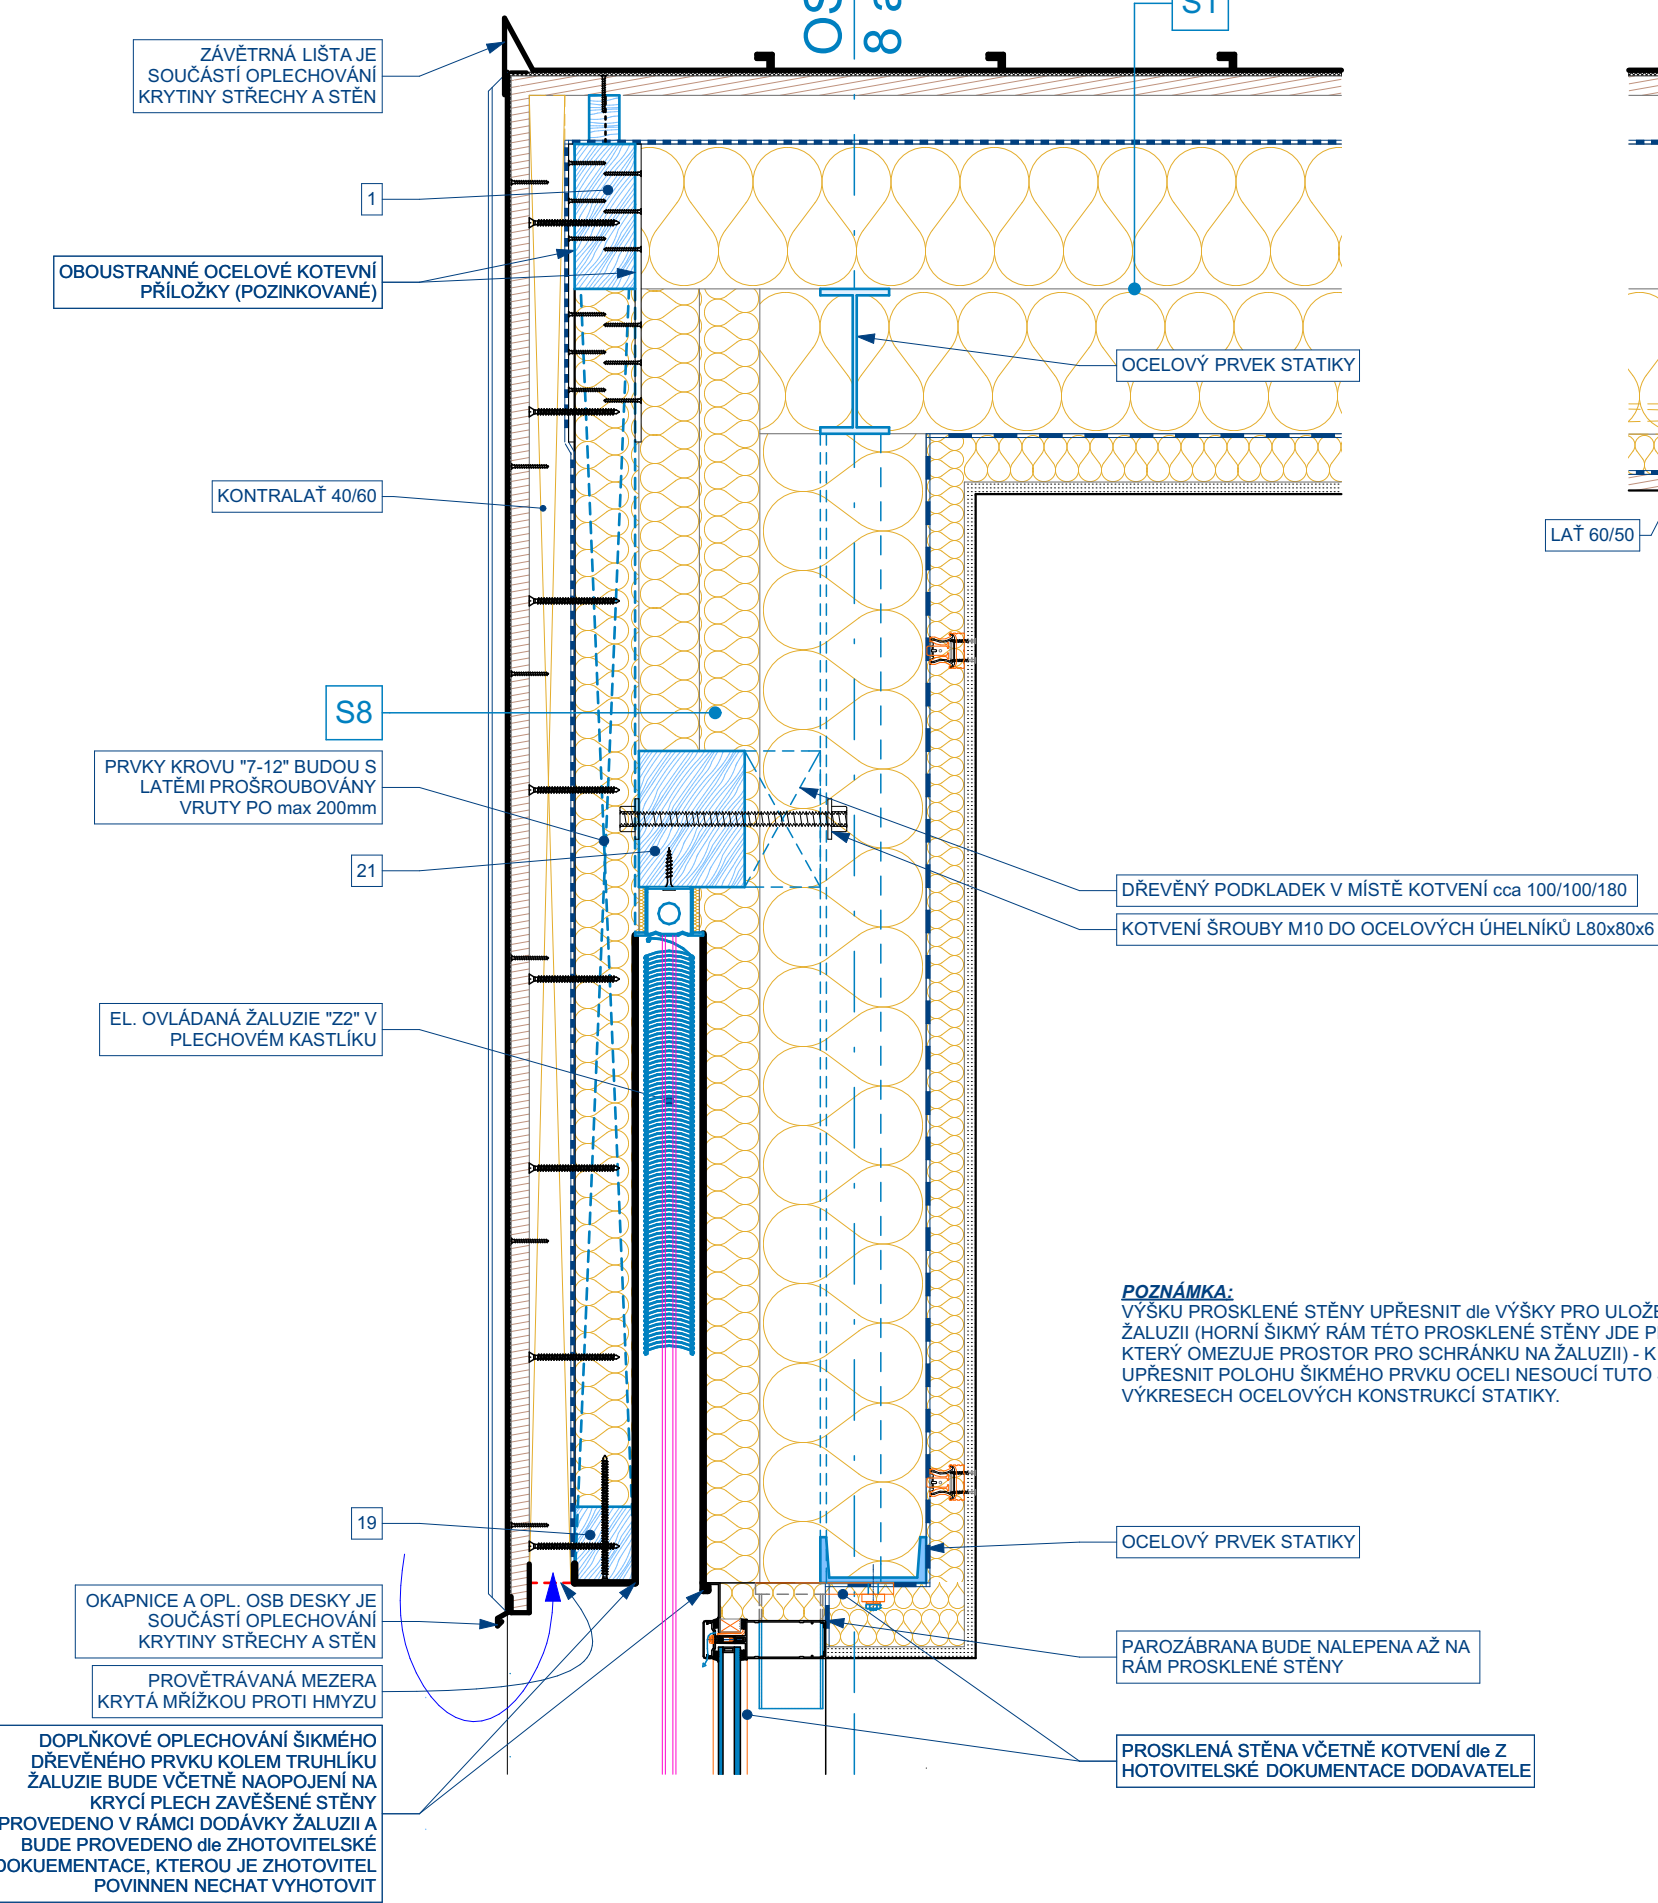 OS
8 a
S1
ZÁVĚTRNÁ LIŠTA JE
SOUČÁSTÍ OPLECHOVÁNÍ
KRYTINY STŘECHY A STĚN
1
OBOUSTRANNÉ OCELOVÉ KOTEVNÍ
PŘÍLOŽKY (POZINKOVANÉ)
OCELOVÝ PRVEK STATIKY
KONTRALAŤ 40/60
LAŤ 60/50
S8
PRVKY KROVU "7-12" BUDOU S
LATĚMI PROŠROUBOVÁNY
VRUTY PO max 200mm
21
DŘEVĚNÝ PODKLADEK V MÍSTĚ KOTVENÍ cca 100/100/180
KOTVENÍ ŠROUBY M10 DO OCELOVÝCH ÚHELNÍKŮ L80x80x6
EL. OVLÁDANÁ ŽALUZIE "Z2" V
PLECHOVÉM KASTLÍKU
POZNÁMKA:
VÝŠKU PROSKLENÉ STĚNY UPŘESNIT dle VÝŠKY PRO ULOŽE
ŽALUZII (HORNÍ ŠIKMÝ RÁM TÉTO PROSKLENÉ STĚNY JDE P
KTERÝ OMEZUJE PROSTOR PRO SCHRÁNKU NA ŽALUZII) - K
UPŘESNIT POLOHU ŠIKMÉHO PRVKU OCELI NESOUCÍ TUTO
VÝKRESECH OCELOVÝCH KONSTRUKCÍ STATIKY.
19
OCELOVÝ PRVEK STATIKY
OKAPNICE A OPL. OSB DESKY JE
SOUČÁSTÍ OPLECHOVÁNÍ
KRYTINY STŘECHY A STĚN
PAROZÁBRANA BUDE NALEPENA AŽ NA
RÁM PROSKLENÉ STĚNY
PROVĚTRÁVANÁ MEZERA
KRYTÁ MŘÍŽKOU PROTI HMYZU
DOPLŇKOVÉ OPLECHOVÁNÍ ŠIKMÉHO
DŘEVĚNÉHO PRVKU KOLEM TRUHLÍKU
ŽALUZIE BUDE VČETNĚ NAOPOJENÍ NA
KRYCÍ PLECH ZAVĚŠENÉ STĚNY
PROVEDENO V RÁMCI DODÁVKY ŽALUZII A
BUDE PROVEDENO dle ZHOTOVITELSKÉ
DOKUEMENTACE, KTEROU JE ZHOTOVITEL
POVINNEN NECHAT VYHOTOVIT
PROSKLENÁ STĚNA VČETNĚ KOTVENÍ dle Z
HOTOVITELSKÉ DOKUMENTACE DODAVATELE